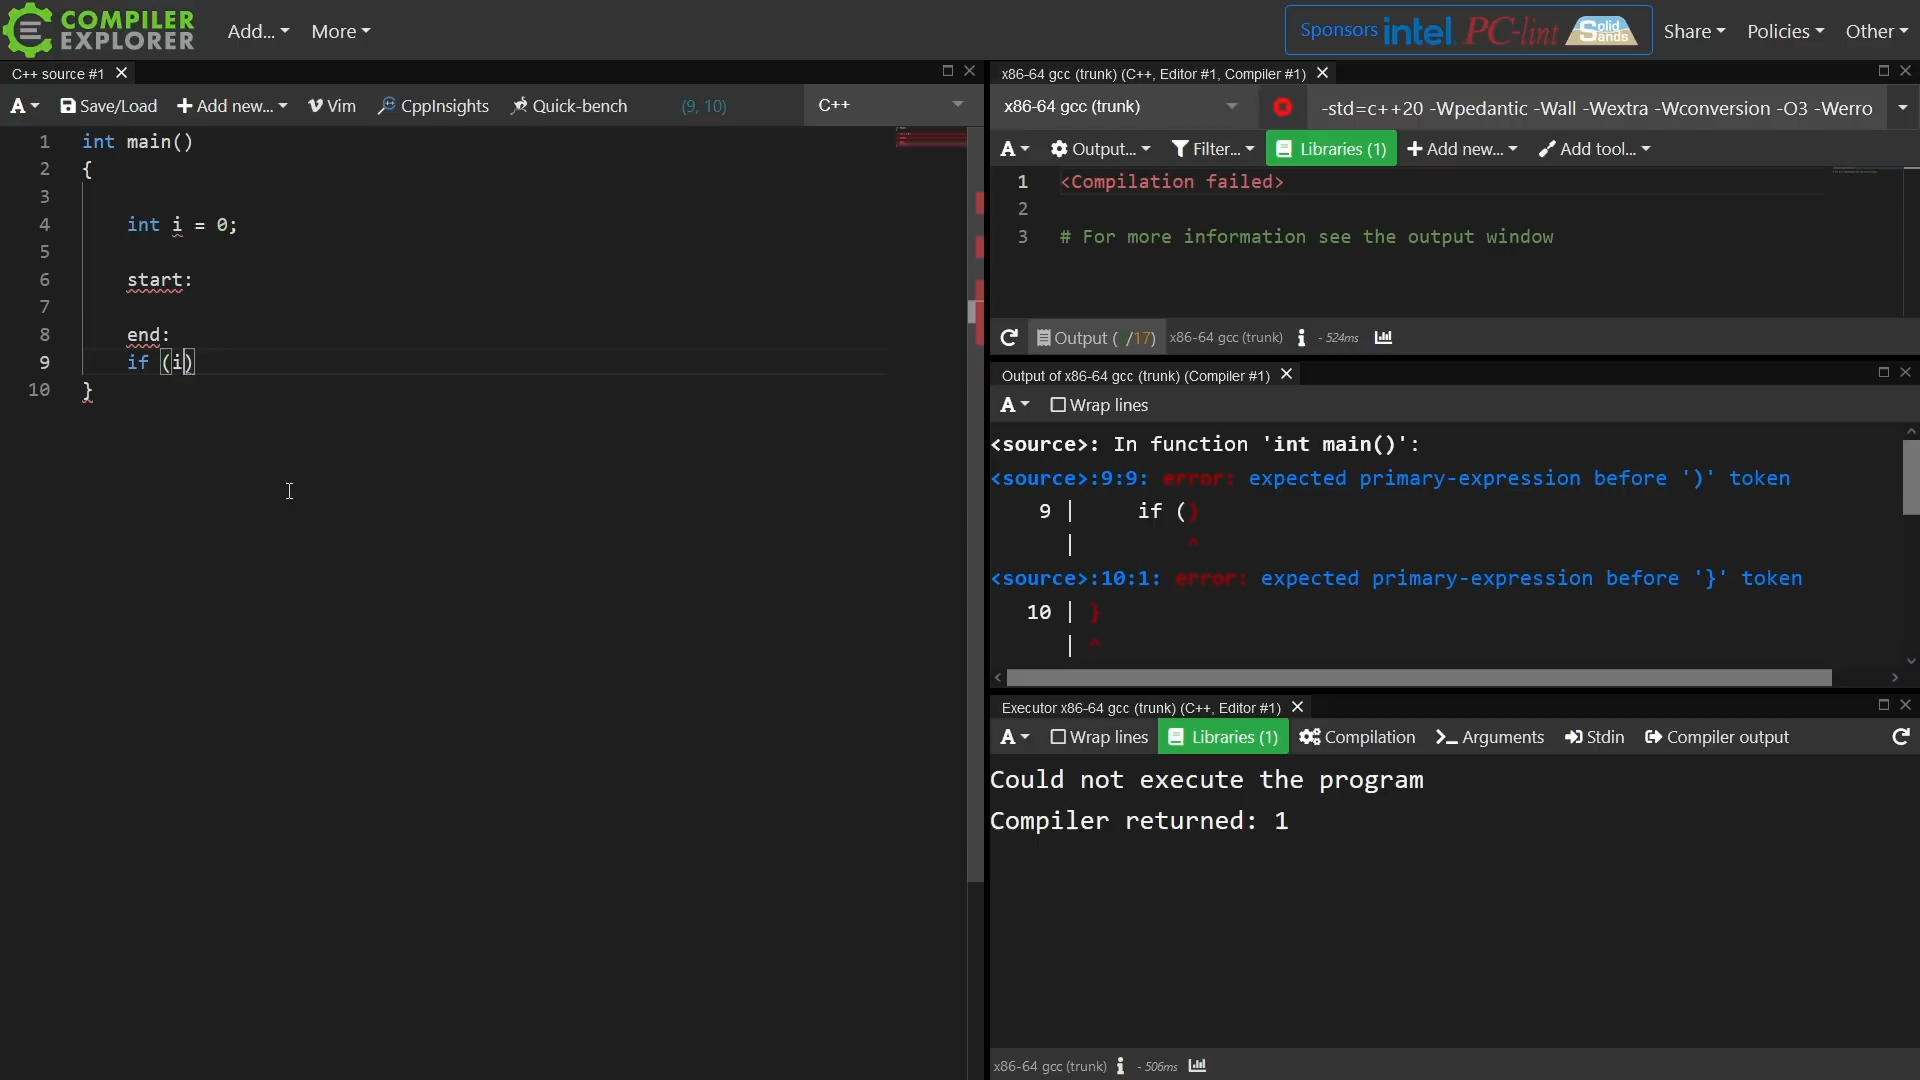 COMPILER
EXPLORER
Add...
More
Sponsors intel PC-lint Solid Sands
Share
Policies
Other
C++ source #1
A
Save/Load
Add new...
Vim
CppInsights
Quick-bench
(9, 10)
C++
1 int main()
2 {
3
4 int i = 0;
5
6 start:
7
8 end:
9 if (i)
10 }
x86-64 gcc (trunk) (C++, Editor #1, Compiler #1)
x86-64 gcc (trunk)
-std=c++20 -Wpedantic -Wall -Wextra -Wconversion -O3 -Werro
A
Output...
Filter...
Libraries (1)
Add new...
Add tool...
1 <Compilation failed>
2
3 # For more information see the output window
Output ( /17)
x86-64 gcc (trunk)
- 524ms
Output of x86-64 gcc (trunk) (Compiler #1)
A
Wrap lines
<source>: In function 'int main()':
<source>:9:9: error: expected primary-expression before ')' token
9 | if ()
| ^
<source>:10:1: error: expected primary-expression before '}' token
10 | }
| ^
Executor x86-64 gcc (trunk) (C++, Editor #1)
A
Wrap lines
Libraries (1)
Compilation
Arguments
Stdin
Compiler output
Could not execute the program
Compiler returned: 1
x86-64 gcc (trunk)
- 506ms